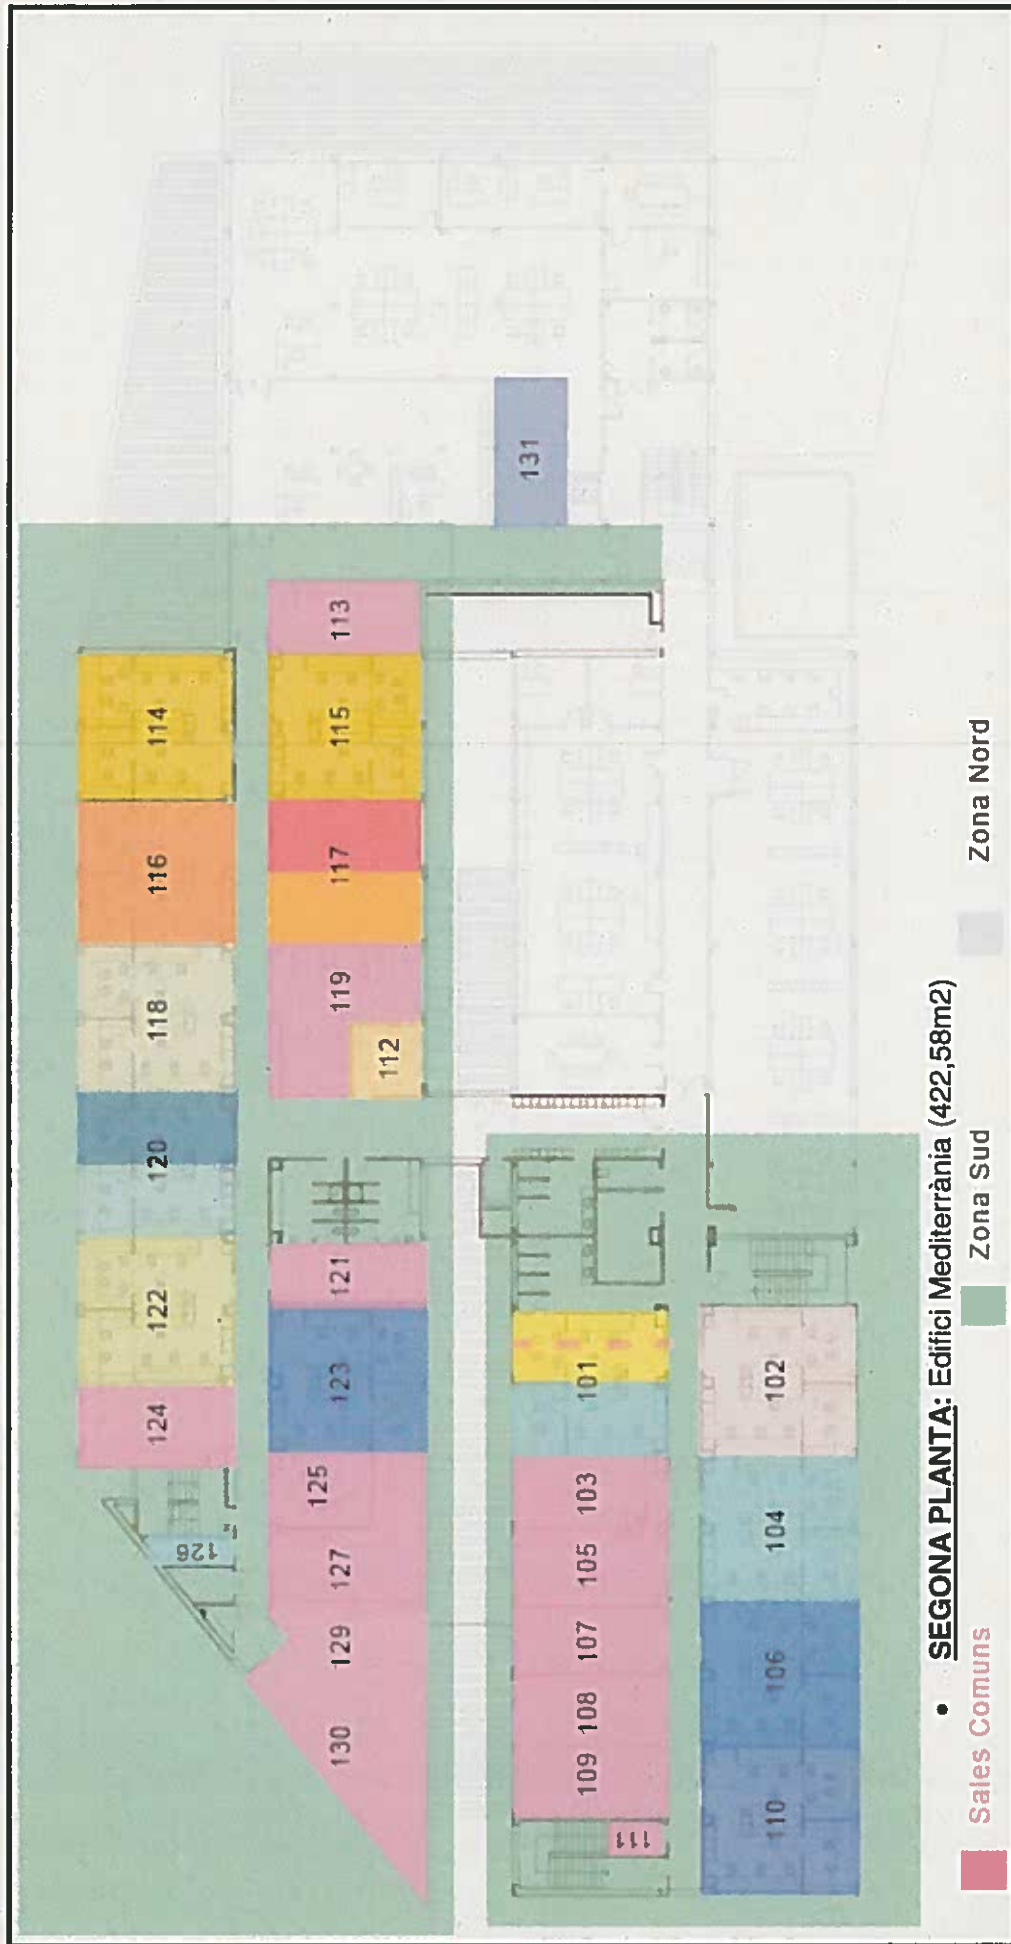 124 122 120 118 116 114
126
130 129 127 125 123 121 119 117 115 113
112
131
109 108 107 105 103 101
111
110 106 104 102
• SEGONA PLANTA: Edifici Mediterrània (422,58m2)
Sales Comuns Zona Sud Zona Nord